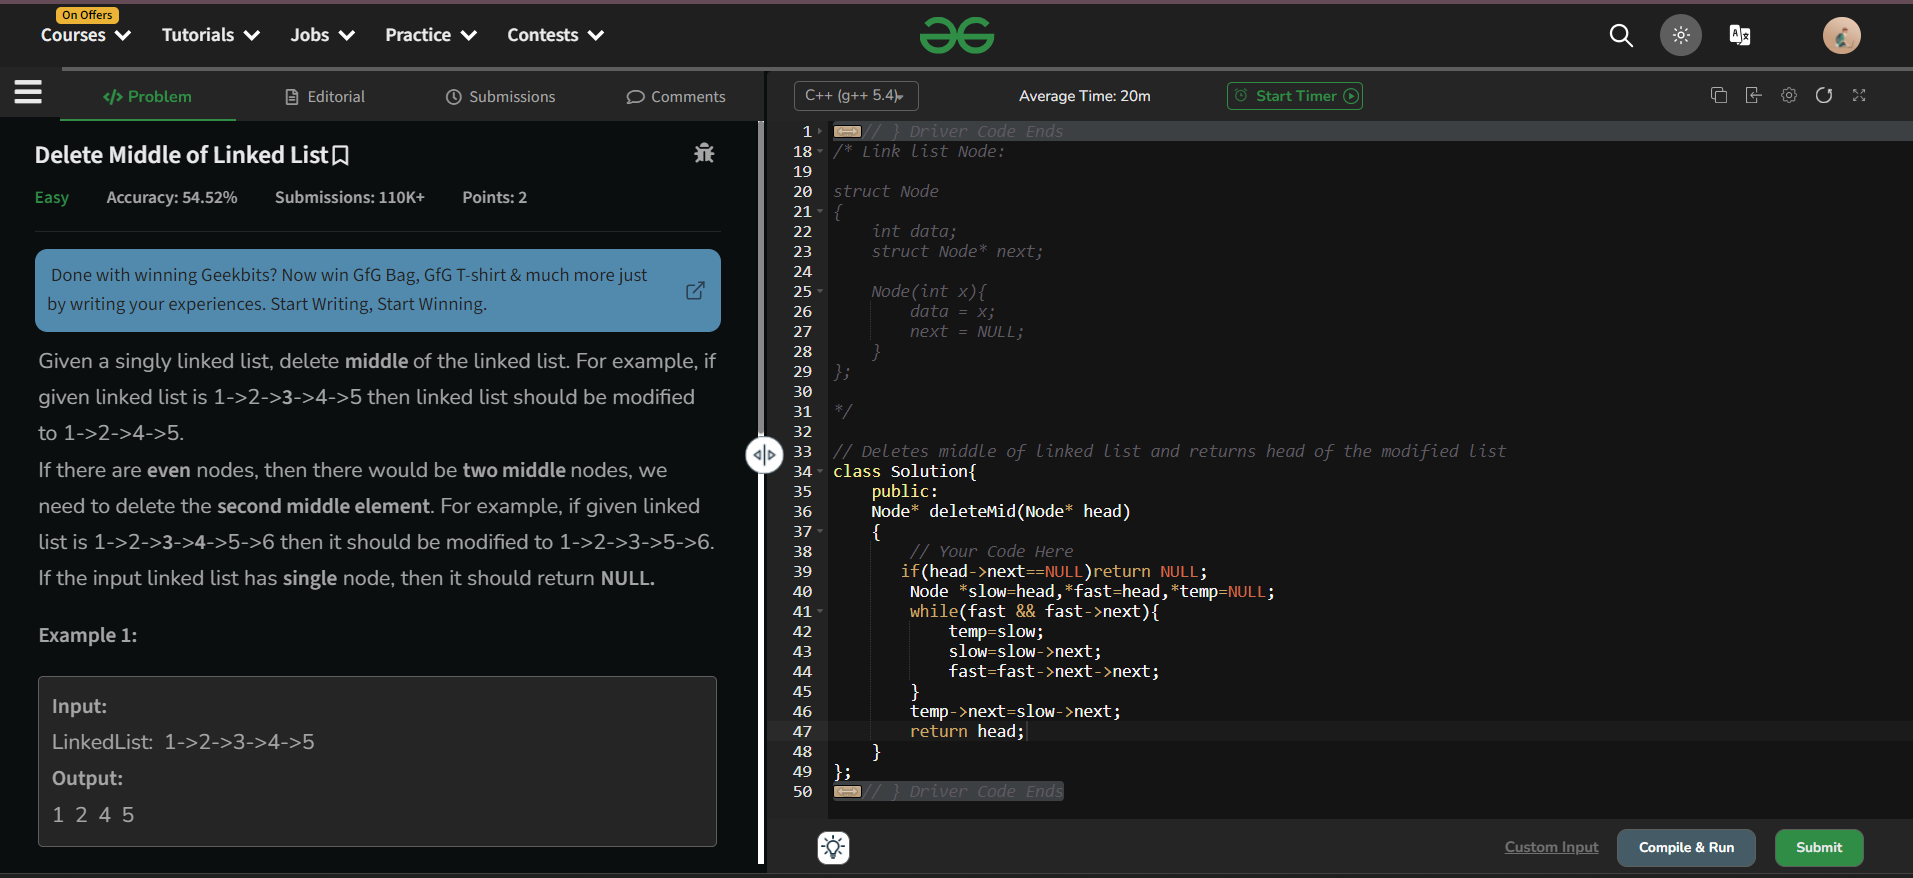 On Offers
Courses Tutorials Jobs Practice Contests
Problem Editorial Submissions Comments
Delete Middle of Linked List
Easy Accuracy: 54.52% Submissions: 110K+ Points: 2
Done with winning Geekbits? Now win GfG Bag, GfG T-shirt & much more just
by writing your experiences. Start Writing, Start Winning.
Given a singly linked list, delete middle of the linked list. For example, if
given linked list is 1->2->3->4->5 then linked list should be modified
to 1->2->4->5.
If there are even nodes, then there would be two middle nodes, we
need to delete the second middle element. For example, if given linked
list is 1->2->3->4->5->6 then it should be modified to 1->2->3->5->6.
If the input linked list has single node, then it should return NULL.
Example 1:
Input:
LinkedList: 1->2->3->4->5
Output:
1 2 4 5
C++ (g++ 5.4) Average Time: 20m Start Timer
1 // } Driver Code Ends
18 /* Link list Node:
19
20 struct Node
21 {
22 int data;
23 struct Node* next;
24
25 Node(int x){
26 data = x;
27 next = NULL;
28 }
29 };
30
31 */
32
33 // Deletes middle of linked list and returns head of the modified list
34 class Solution{
35 public:
36 Node* deleteMid(Node* head)
37 {
38 // Your Code Here
39 if(head->next==NULL)return NULL;
40 Node *slow=head,*fast=head,*temp=NULL;
41 while(fast && fast->next){
42 temp=slow;
43 slow=slow->next;
44 fast=fast->next->next;
45 }
46 temp->next=slow->next;
47 return head;
48 }
49 };
50 // } Driver Code Ends
Custom Input Compile & Run Submit